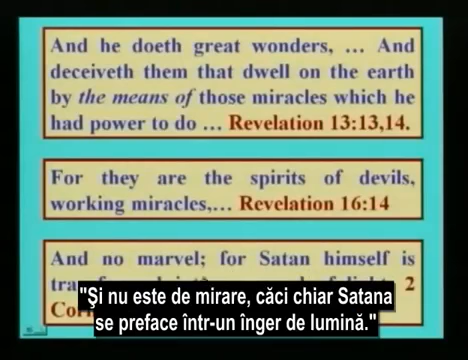 And he doeth great wonders, ... And
deceiveth them that dwell on the earth
by the means of those miracles which he
had power to do ... Revelation 13:13,14.
For they are the spirits of devils,
working miracles,... Revelation 16:14
And no marvel; for Satan himself is
2
"Şi nu este de mirare, căci chiar Satana
se preface într-un înger de lumină."